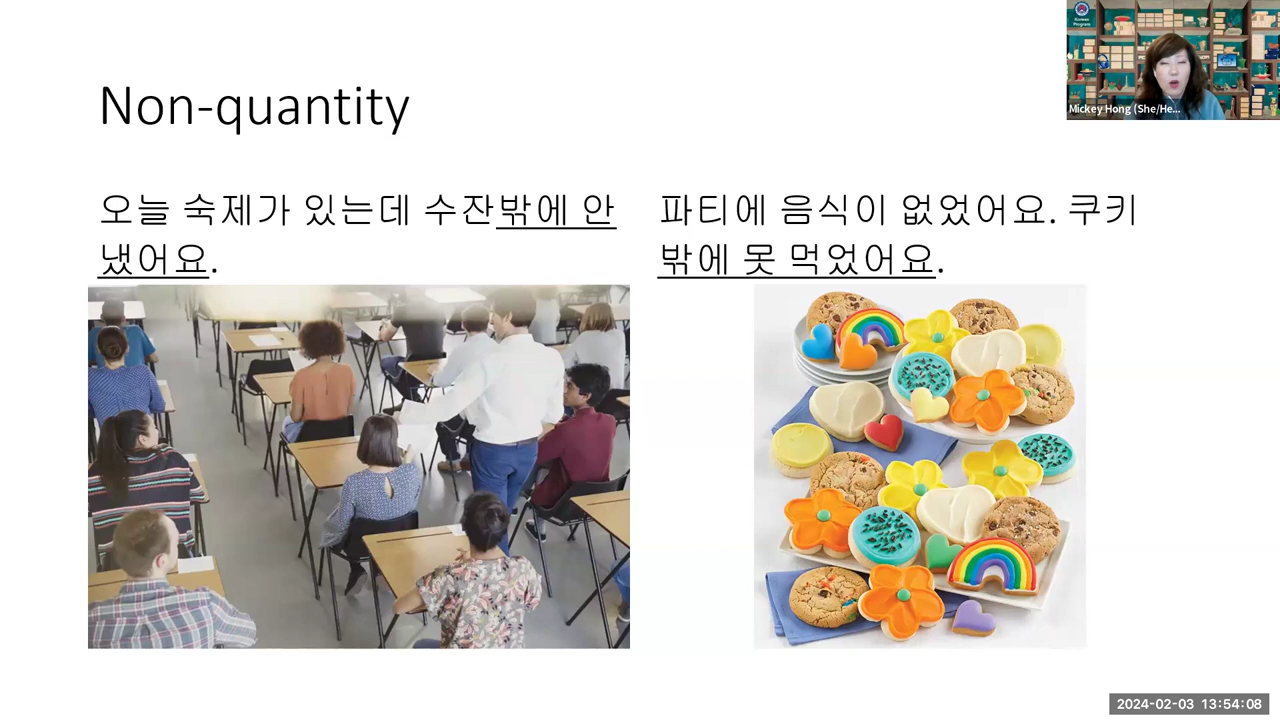 Non-quantity
오늘 숙제가 있는데 수잔밖에 안
냈어요.
파티에 음식이 없었어요. 쿠키
밖에 못 먹었어요.
Korean
Program
Mickey Hong (She/He...
2024-02-03 13:54:08